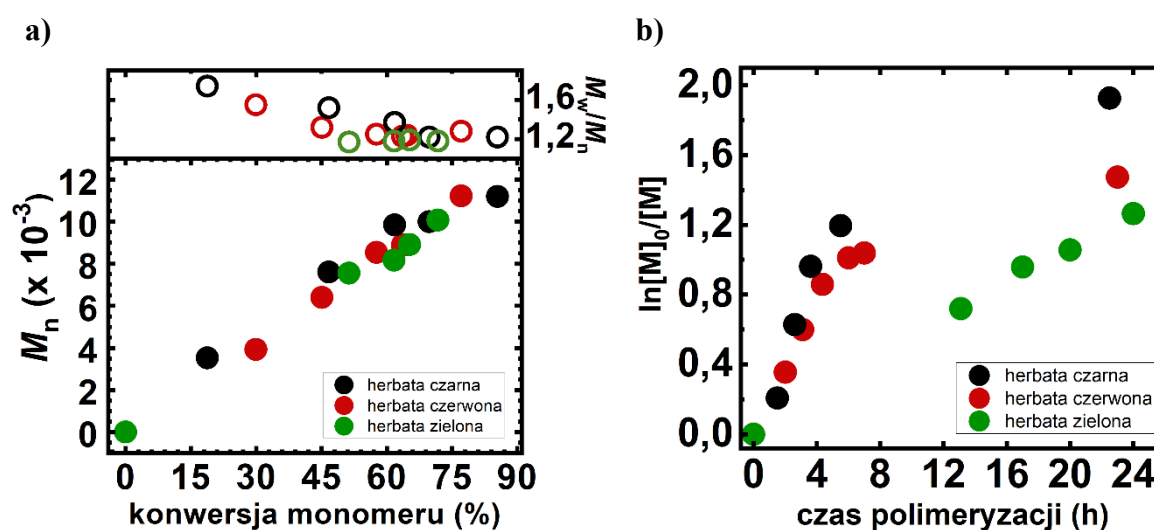 a)
1,6
1,2
Mw/Mn
12
10
8
6
4
2
0
Mn (x 10-3)
herbata czarna
herbata czerwona
herbata zielona
0 15 30 45 60 75 90
konwersja monomeru (%)
b)
2,0
1,6
1,2
0,8
0,4
0,0
ln[M]0/[M]
herbata czarna
herbata czerwona
herbata zielona
0 4 8 12 16 20 24
czas polimeryzacji (h)